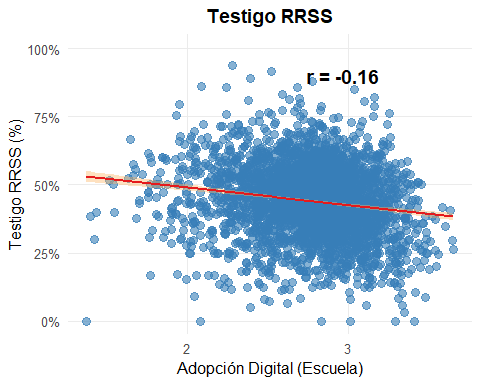 Testigo RRSS
100%
r = -0.16
75%
50%
25%
0%
Testigo RRSS (%)
2
3
Adopción Digital (Escuela)